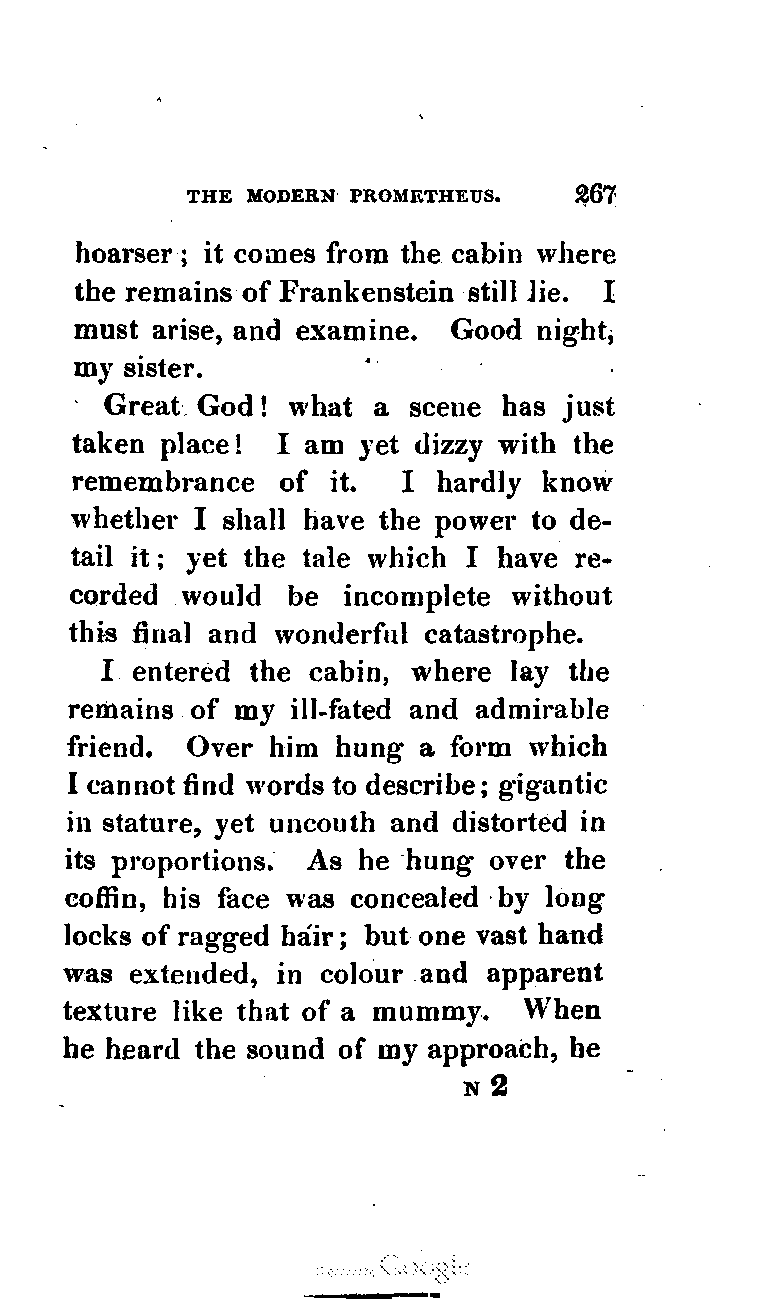 THE MODERN PROMETHEUS. 267
hoarser; it comes from the cabin where
the remains of Frankenstein still lie. I
must arise, and examine. Good night,
my sister.
Great God! what a scene has just
taken place! I am yet dizzy with the
remembrance of it. I hardly know
whether I shall have the power to de-
tail it; yet the tale which I have re-
corded would be incomplete without
this final and wonderful catastrophe.
I entered the cabin, where lay the
remains of my ill-fated and admirable
friend. Over him hung a form which
I cannot find words to describe; gigantic
in stature, yet uncouth and distorted in
its proportions. As he hung over the
coffin, his face was concealed by long
locks of ragged hair; but one vast hand
was extended, in colour and apparent
texture like that of a mummy. When
he heard the sound of my approach, he
N 2
Google